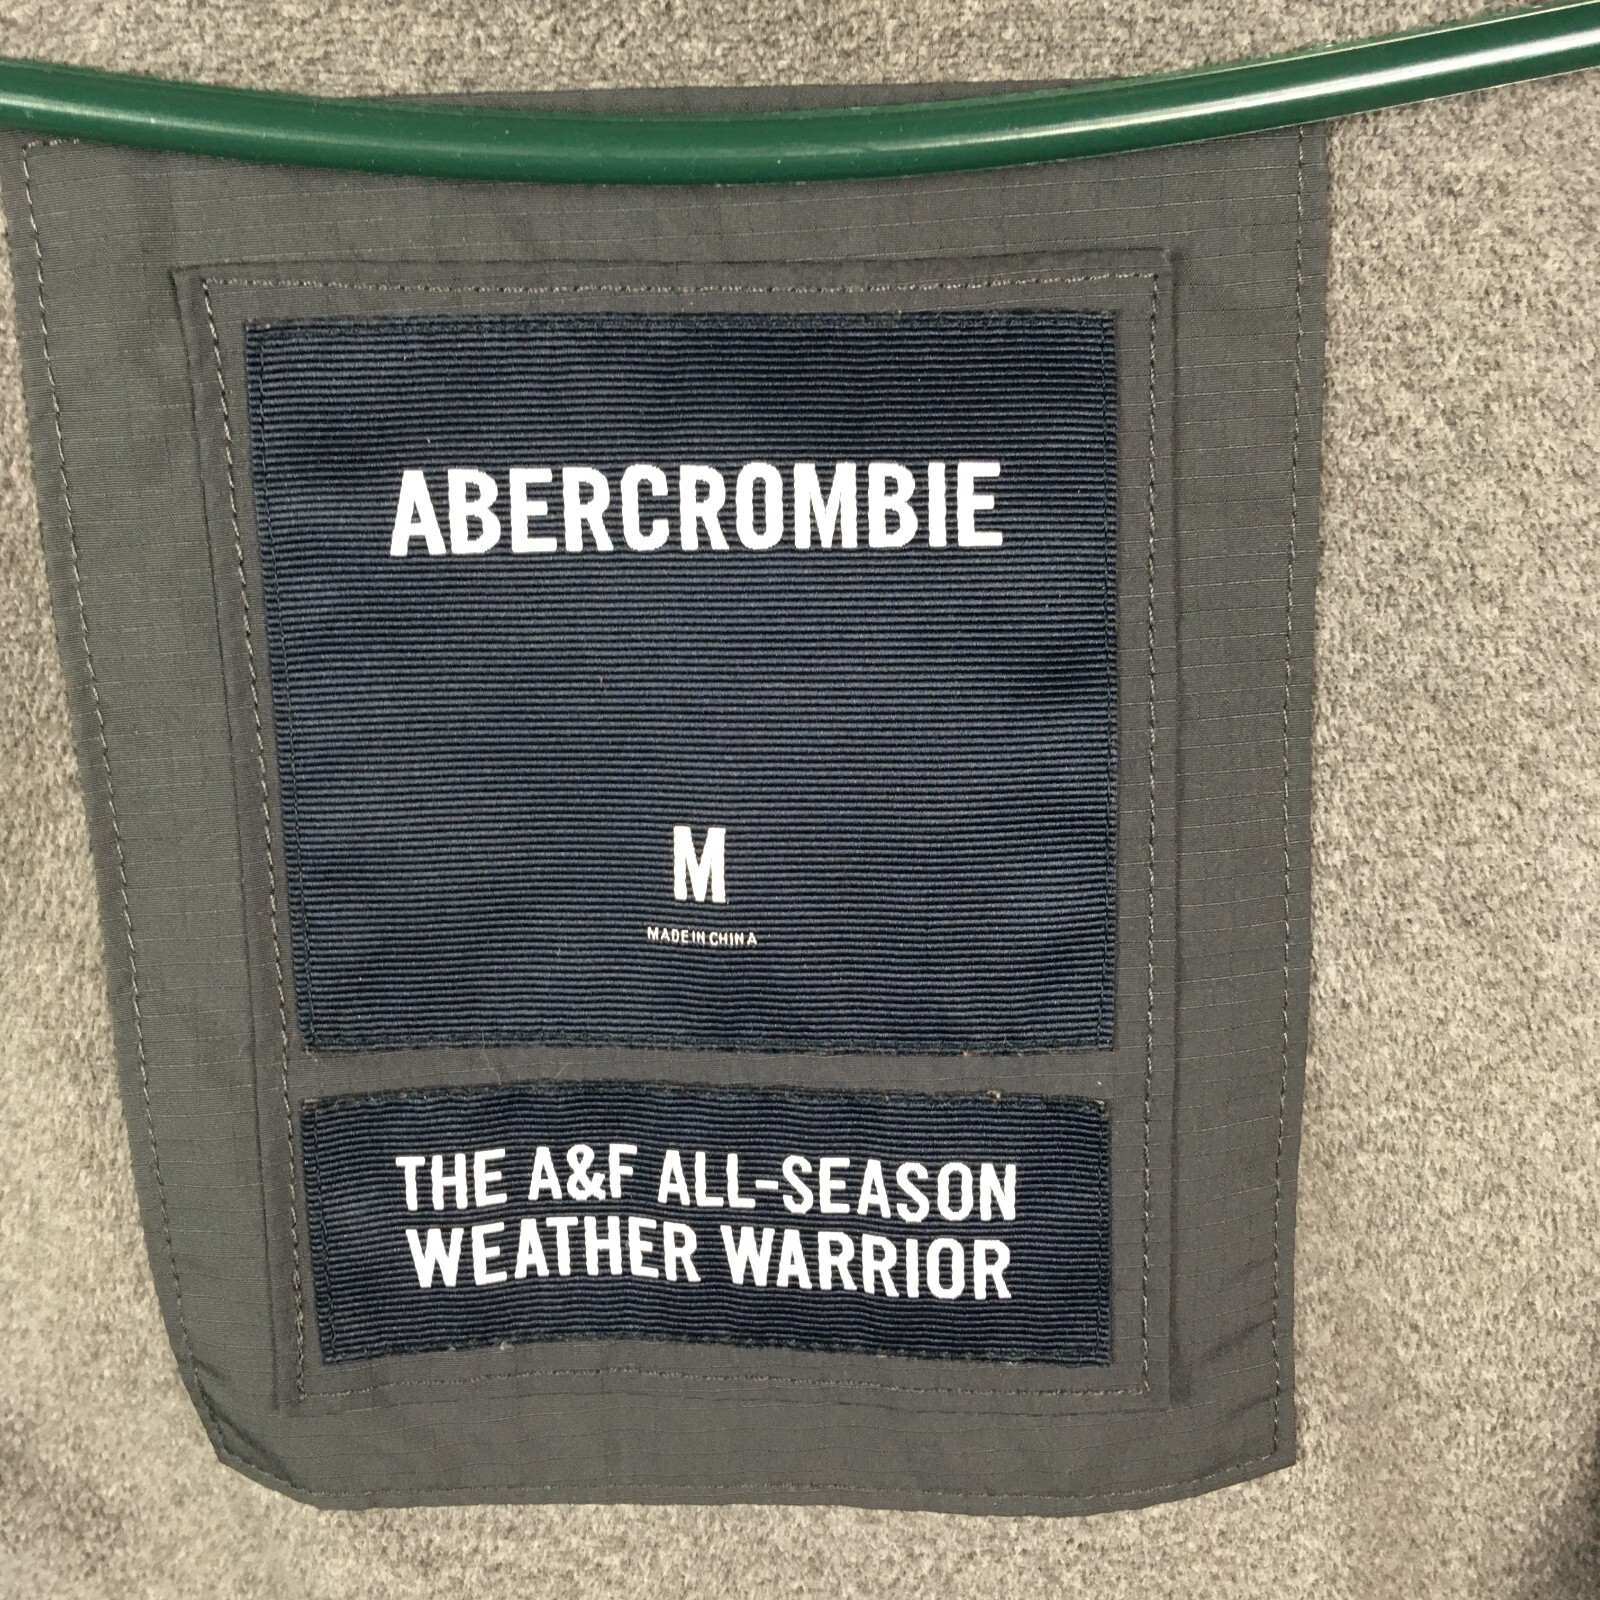 ABERCROMBIE
M
MADE IN CHINA
THE A&F ALL-SEASON
WEATHER WARRIOR